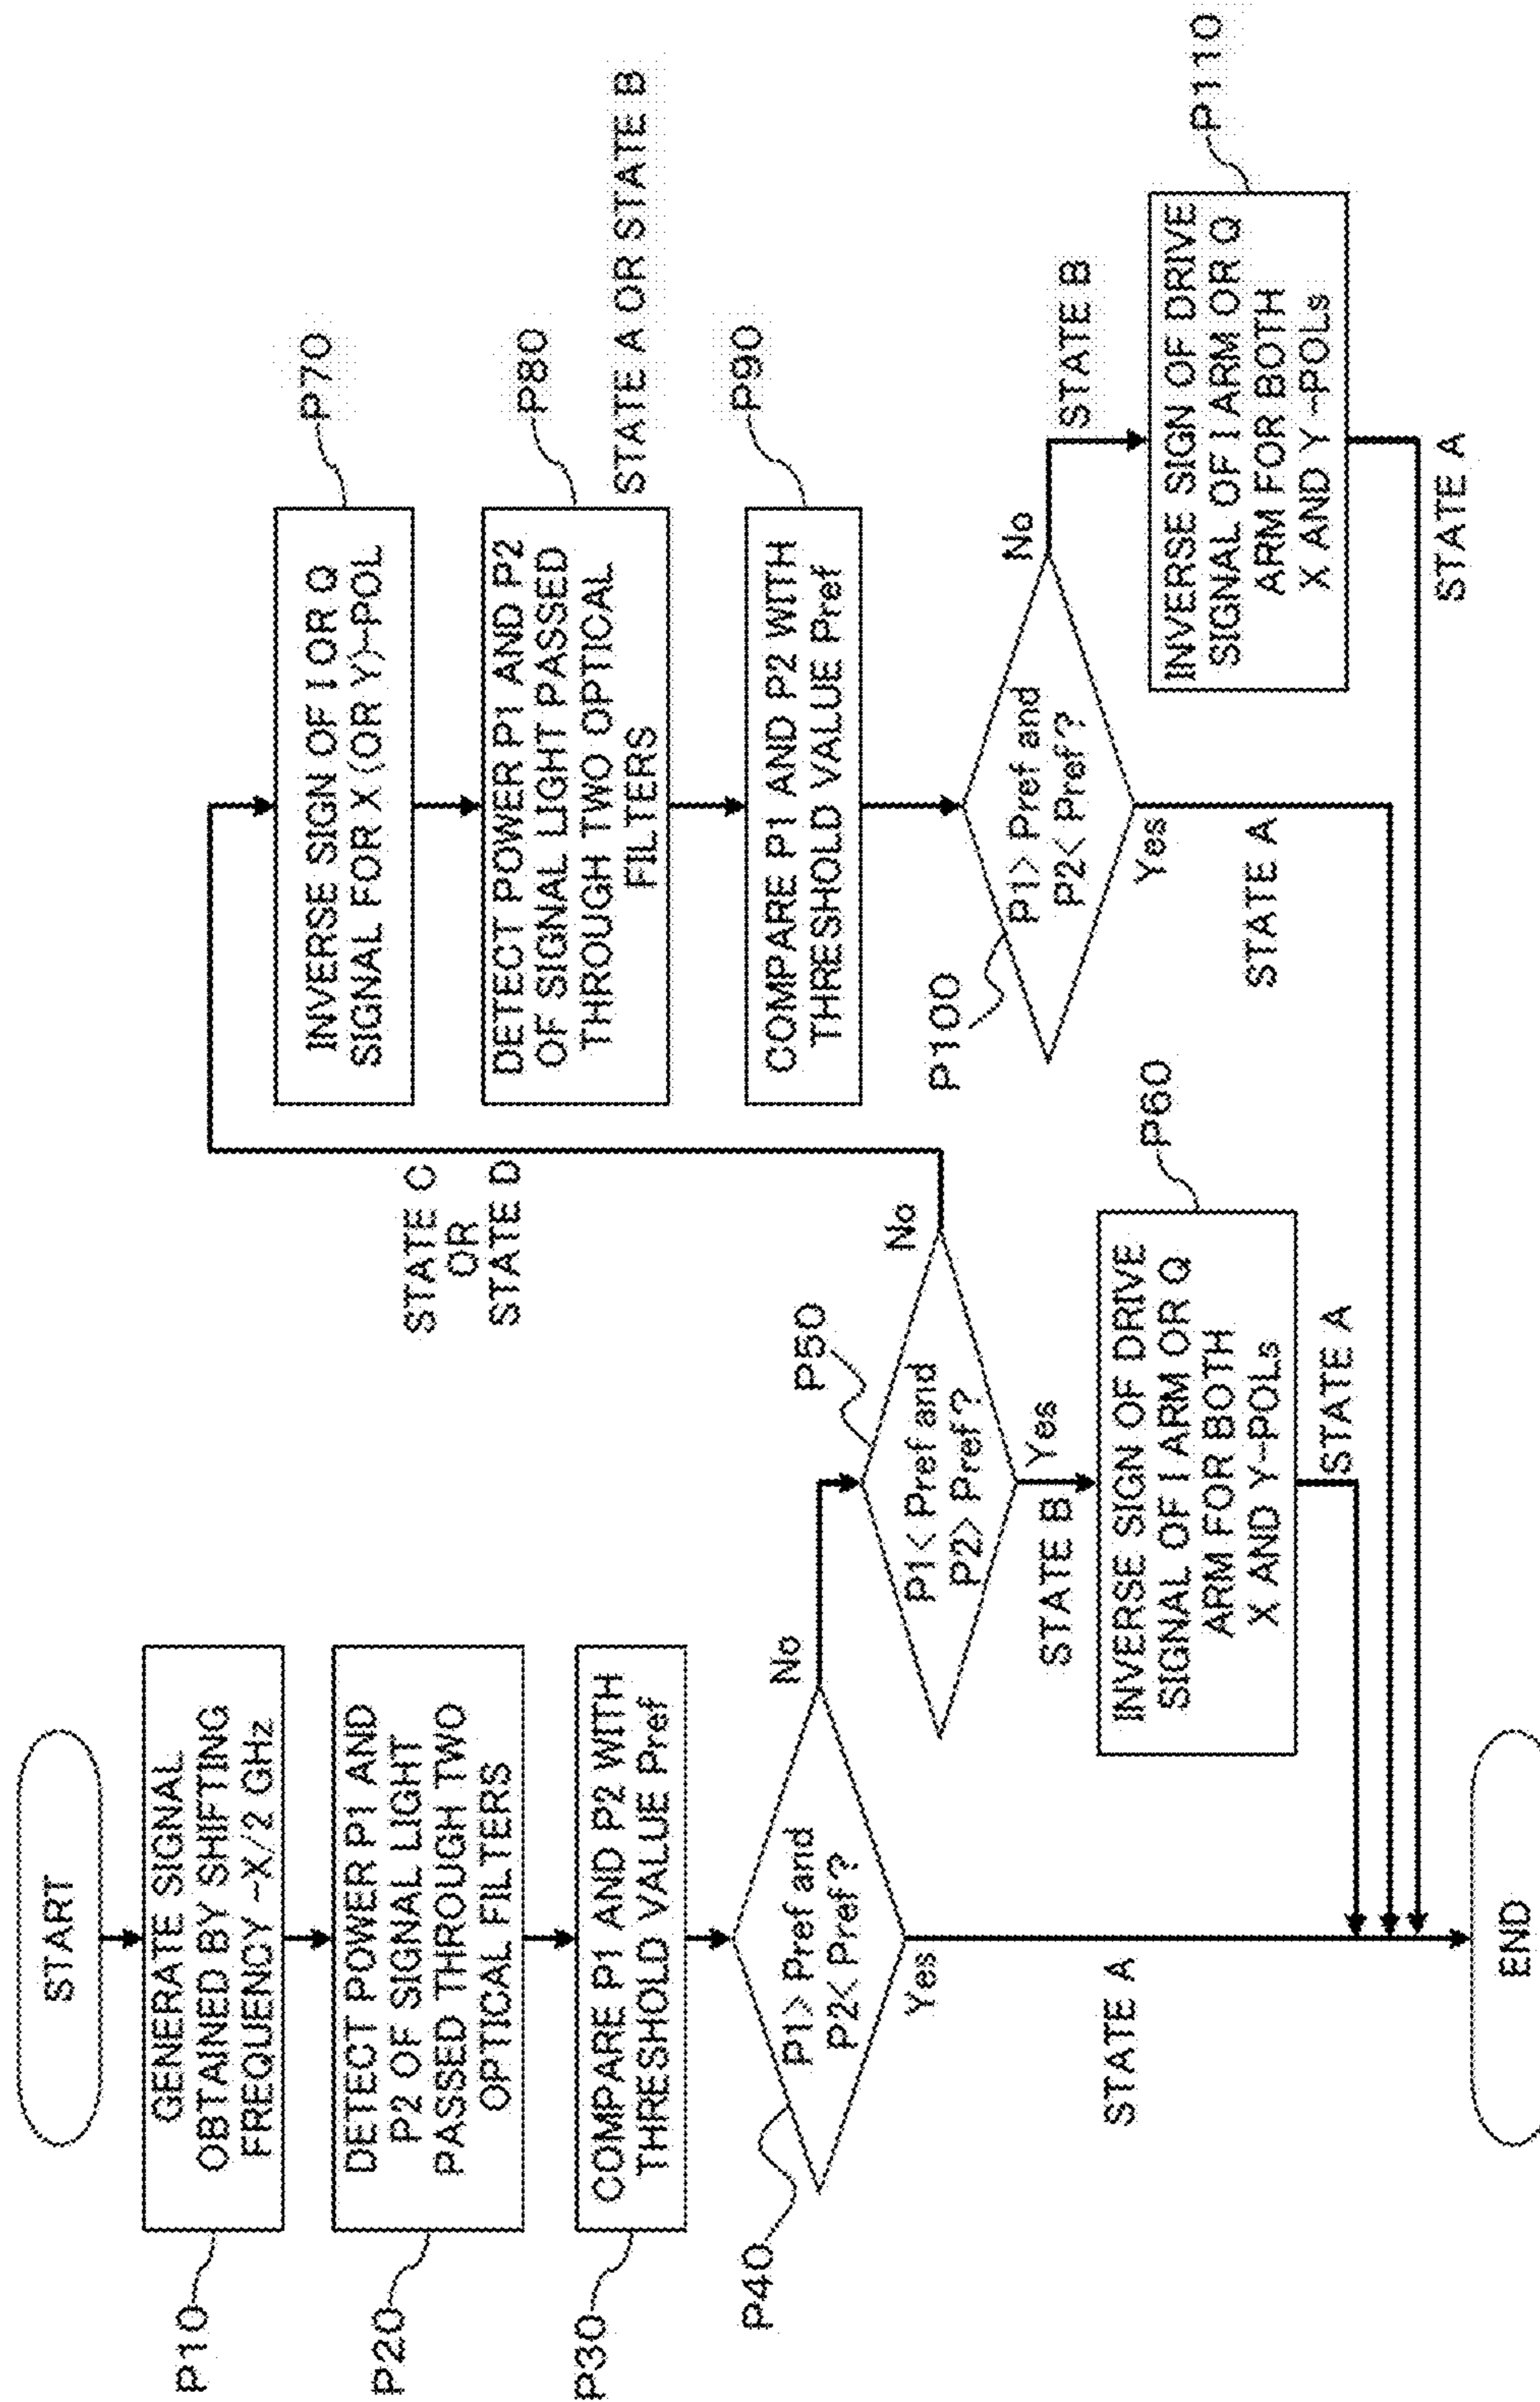 START
P10
GENERATE SIGNAL
OBTAINED BY SHIFTING
FREQUENCY -X/2 GHz
P20
DETECT POWER P1 AND
P2 OF SIGNAL LIGHT
PASSED THROUGH TWO
OPTICAL FILTERS
P30
COMPARE P1 AND P2 WITH
THRESHOLD VALUE Pref
P40
P1> Pref and
P2< Pref?
No
Yes
STATE A
P50
P1< Pref and
P2> Pref?
No
Yes
STATE B
P60
INVERSE SIGN OF DRIVE
SIGNAL OF I ARM OR Q
ARM FOR BOTH
X AND Y-POLs
STATE A
STATE C
OR
STATE D
P70
INVERSE SIGN OF I OR Q
SIGNAL FOR X (OR Y)-POL
P80
DETECT POWER P1 AND P2
OF SIGNAL LIGHT PASSED
THROUGH TWO OPTICAL
FILTERS
STATE A OR STATE B
P90
COMPARE P1 AND P2 WITH
THRESHOLD VALUE Pref
P100
P1> Pref and
P2< Pref?
No
Yes
STATE A
STATE B
P110
INVERSE SIGN OF DRIVE
SIGNAL OF I ARM OR Q
ARM FOR BOTH
X AND Y -POLs
STATE A
END